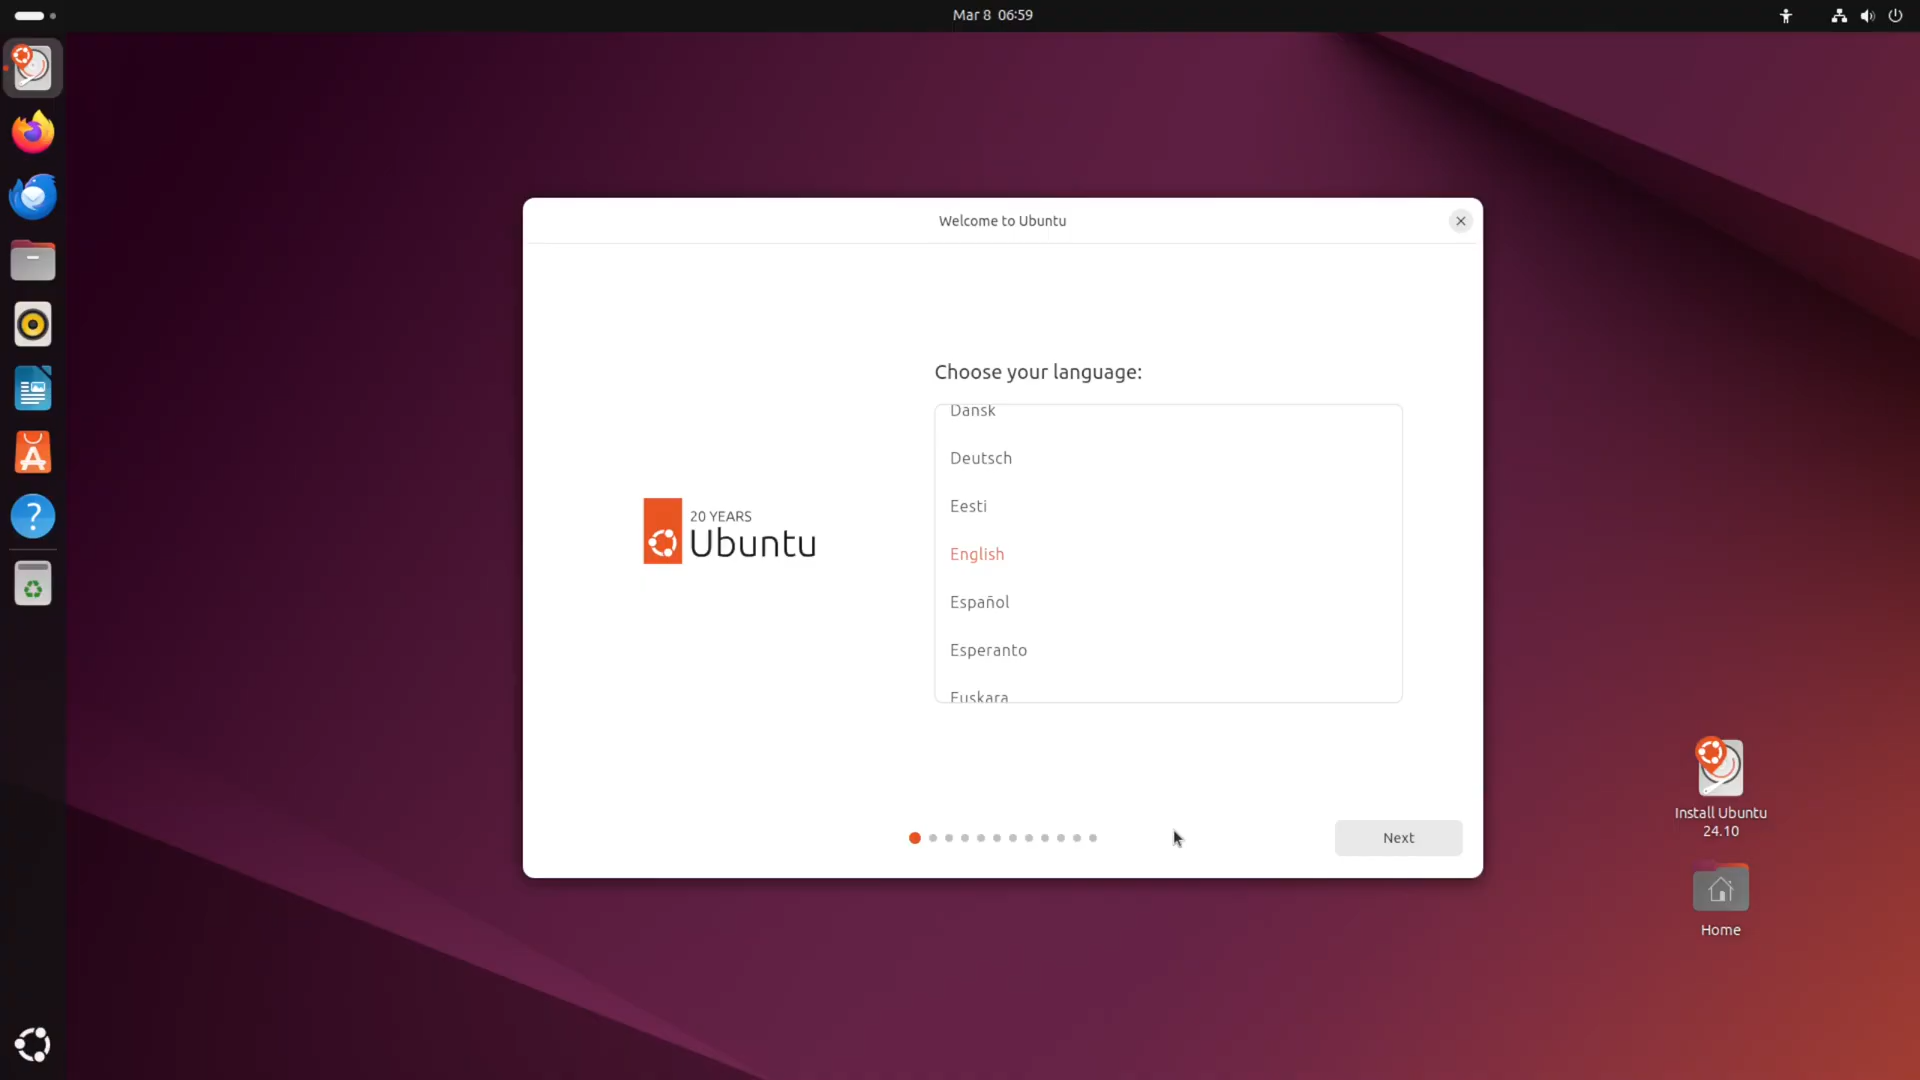 Mar 8 06:59
Welcome to Ubuntu
20 YEARS
Ubuntu
Choose your language:
Dansk
Deutsch
Eesti
English
Español
Esperanto
Euskara
Next
Install Ubuntu
24.10
Home